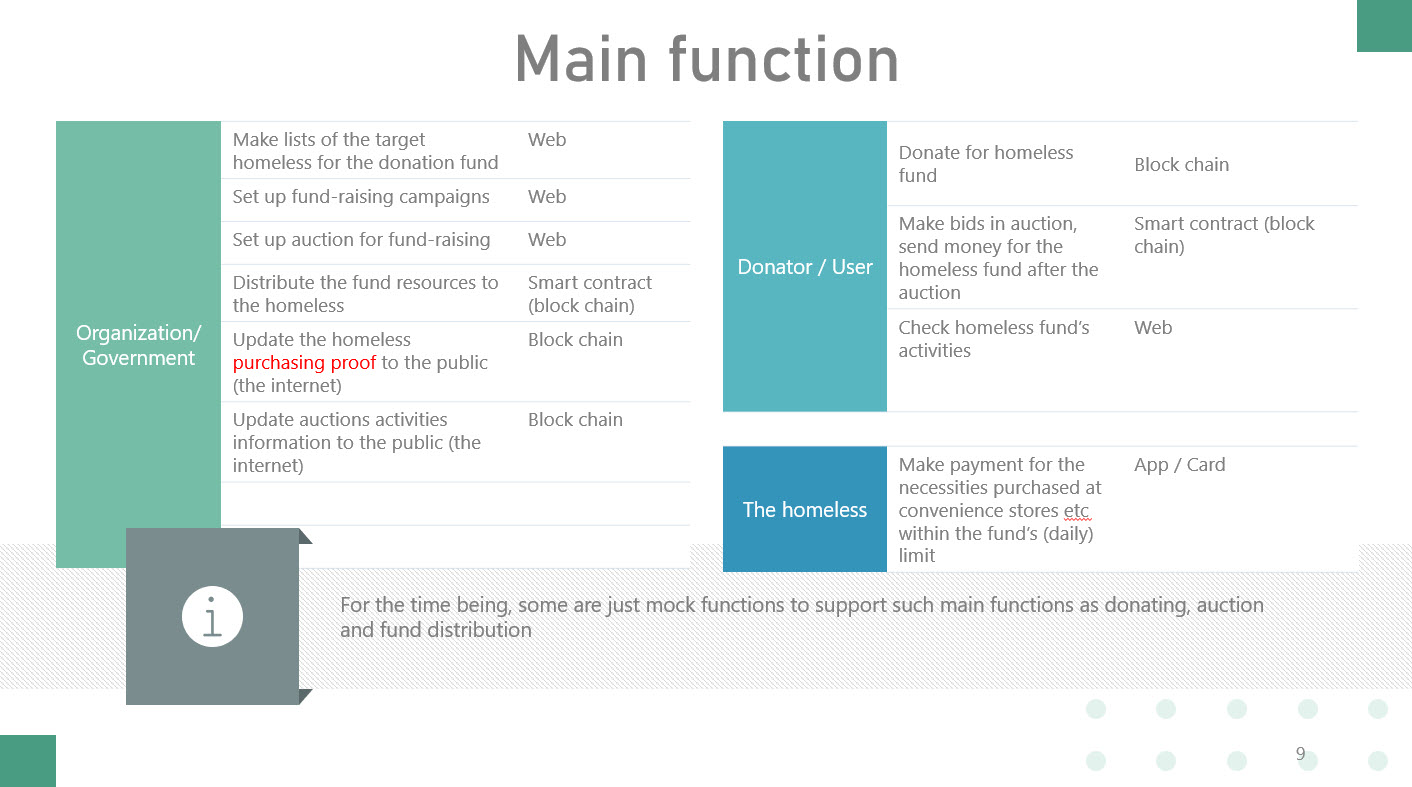 Main function
Organization/
Government
Make lists of the target
homeless for the donation fund
Web
Set up fund-raising campaigns
Web
Set up auction for fund-raising
Web
Distribute the fund resources to
the homeless
Smart contract
(block chain)
Update the homeless
purchasing proof to the public
(the internet)
Block chain
Update auctions activities
information to the public (the
internet)
Block chain
Donator / User
Donate for homeless
fund
Block chain
Make bids in auction,
send money for the
homeless fund after the
auction
Smart contract (block
chain)
Check homeless fund’s
activities
Web
The homeless
Make payment for the
necessities purchased at
convenience stores etc
within the fund’s (daily)
limit
App / Card
i
For the time being, some are just mock functions to support such main functions as donating, auction
and fund distribution
9